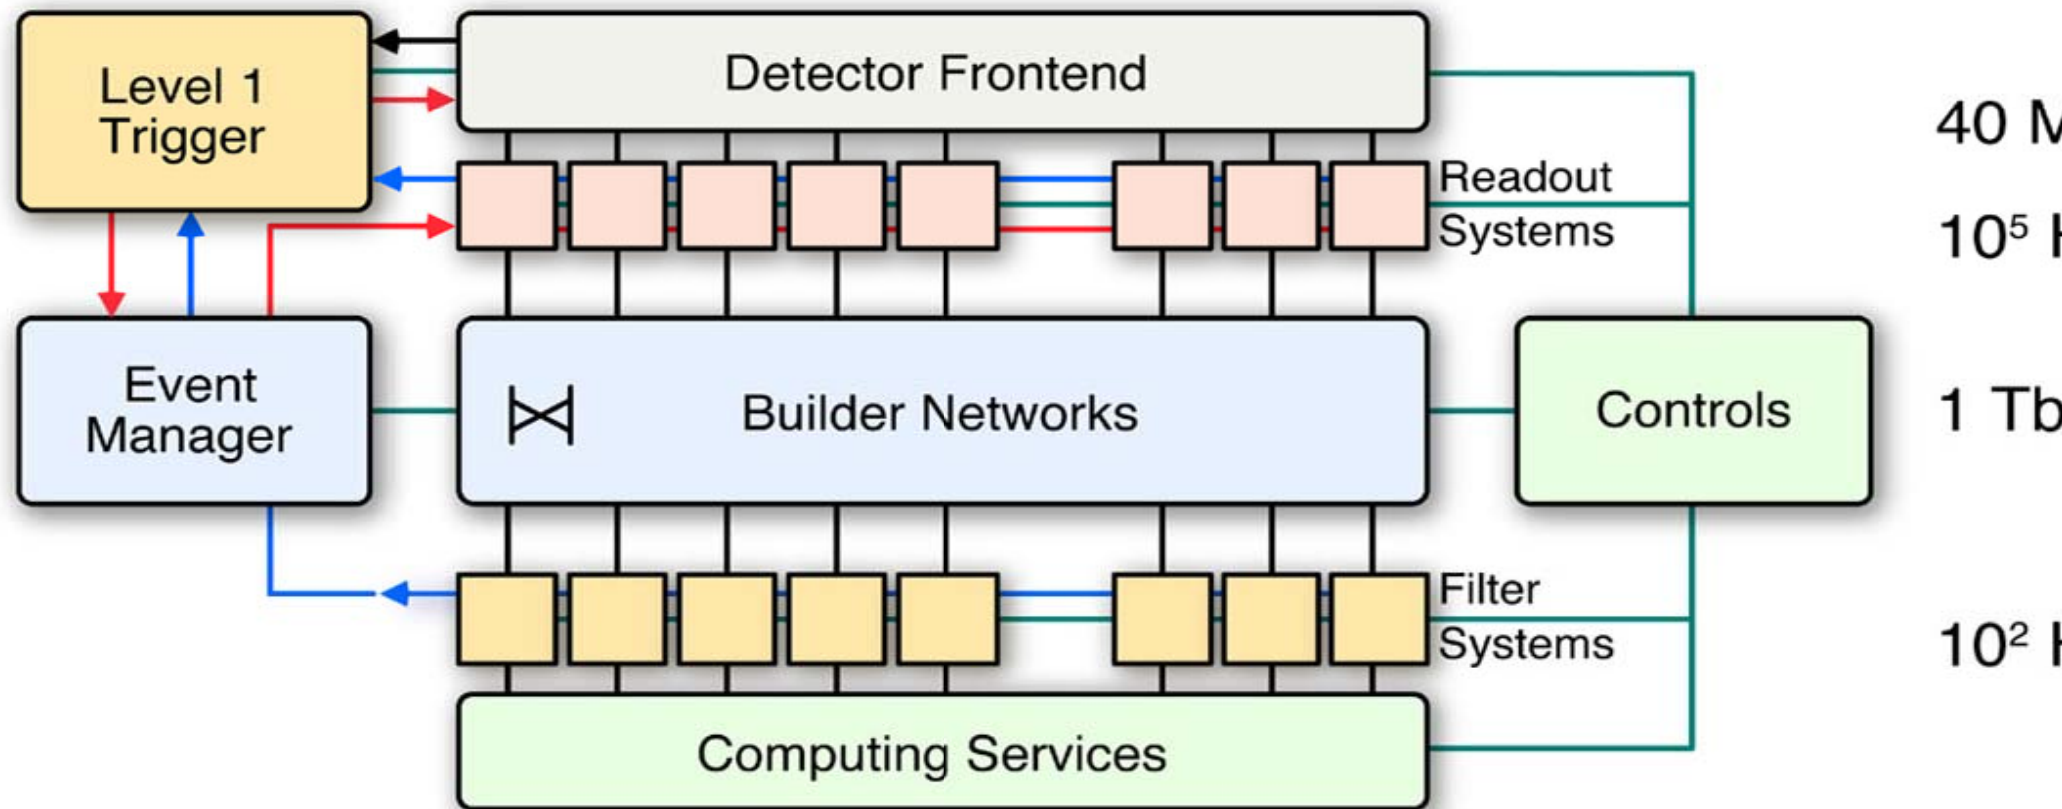 Level 1
Trigger
Detector Frontend
40 M
Readout
Systems
10⁵ H
Event
Manager
Builder Networks
Controls
1 Tb
Filter
Systems
10² H
Computing Services